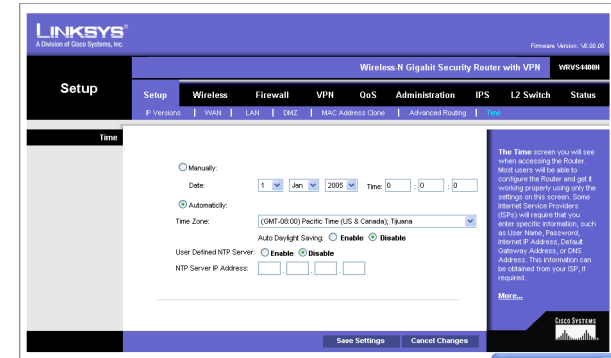 LINKSYS®
A Division of Cisco Systems, Inc.
Firmware Version: V0.00.06
Wireless-N Gigabit Security Router with VPN WRVS4400N
Setup
Setup Wireless Firewall VPN QoS Administration IPS L2 Switch Status
IP Versions | WAN | LAN | DMZ | MAC Address Clone | Advanced Routing | Time
Time
Manually:
Date: 1 Jan 2005 Time: 0 : 0 : 0
Automaticlly:
Time Zone: (GMT-08:00) Pacific Time (US & Canada); Tijuana
Auto Daylight Saving: Enable Disable
User Defined NTP Server: Enable Disable
NTP Server IP Address: . . .
The Time screen you will see
when accessing the Router.
Most users will be able to
configure the Router and get it
working properly using only the
settings on this screen. Some
Internet Service Providers
(ISPs) will require that you
enter specific information, such
as User Name, Password,
Internet IP Address, Default
Gateway Address, or DNS
Address. This information can
be obtained from your ISP, if
required.
More...
Save Settings Cancel Changes
CISCO SYSTEMS